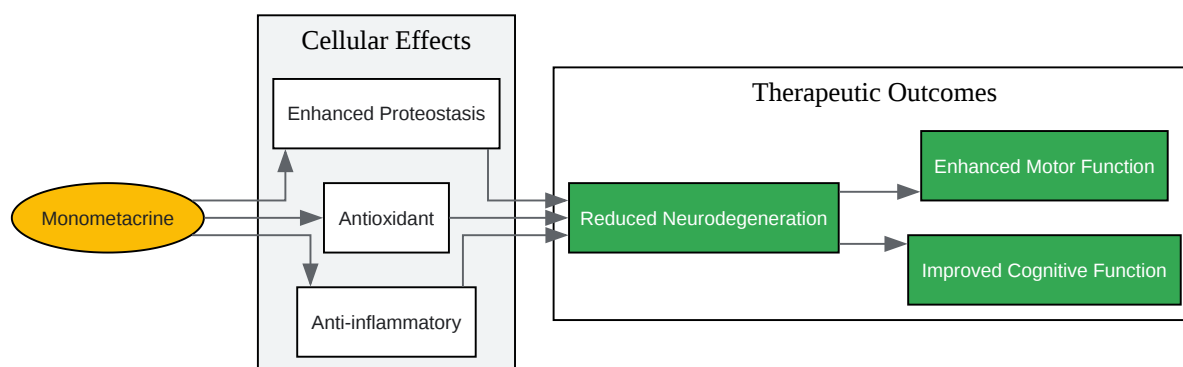 Cellular Effects
Therapeutic Outcomes
Monometacrine
Enhanced Proteostasis
Antioxidant
Anti-inflammatory
Reduced Neurodegeneration
Enhanced Motor Function
Improved Cognitive Function